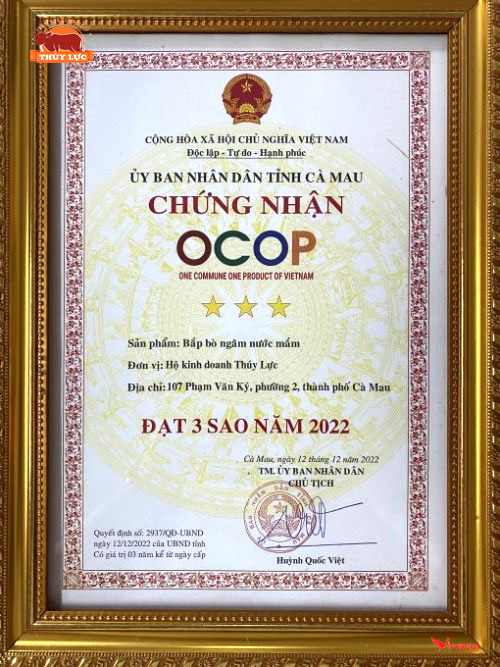 THÚY LỰC
CỘNG HÒA XÃ HỘI CHỦ NGHĨA VIỆT NAM
Độc lập - Tự do - Hạnh phúc
ỦY BAN NHÂN DÂN TỈNH CÀ MAU
CHỨNG NHẬN
OCOP
ONE COMMUNE ONE PRODUCT OF VIETNAM
Sản phẩm: Bắp bò ngâm nước mắm
Đơn vị: Hộ kinh doanh Thúy Lực
Địa chỉ: 107 Phạm Văn Ký, phường 2, thành phố Cà Mau
ĐẠT 3 SAO NĂM 2022
Cà Mau, ngày 12 tháng 12 năm 2022
TM. ỦY BAN NHÂN DÂN
CHỦ TỊCH
Quyết định số: 2937/QĐ-UBND
ngày 12/12/2022 của UBND tỉnh
Có giá trị 03 năm kể từ ngày cấp
Huỳnh Quốc Việt